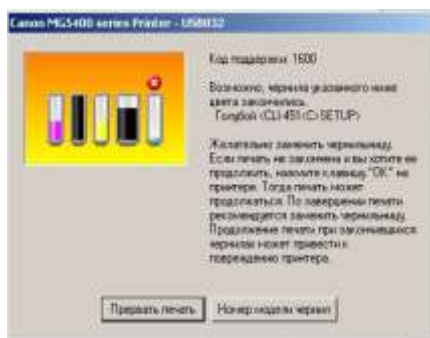 Canon MG5400 series Printer - USB032
Код поддержки: 1600
Возможно, чернила указанного ниже
цвета закончились.
Голубой <CLI-451<C>SETUP>
Желательно заменить чернильницу.
Если печать не закончена и вы хотите ее
продолжить, нажмите клавишу "OK" на
принтере. Тогда печать может
продолжаться. По завершении печати
рекомендуется заменить чернильницу.
Продолжение печати при закончившихся
чернилах может привести к
повреждению принтера.
Прервать печать
Номер модели чернил